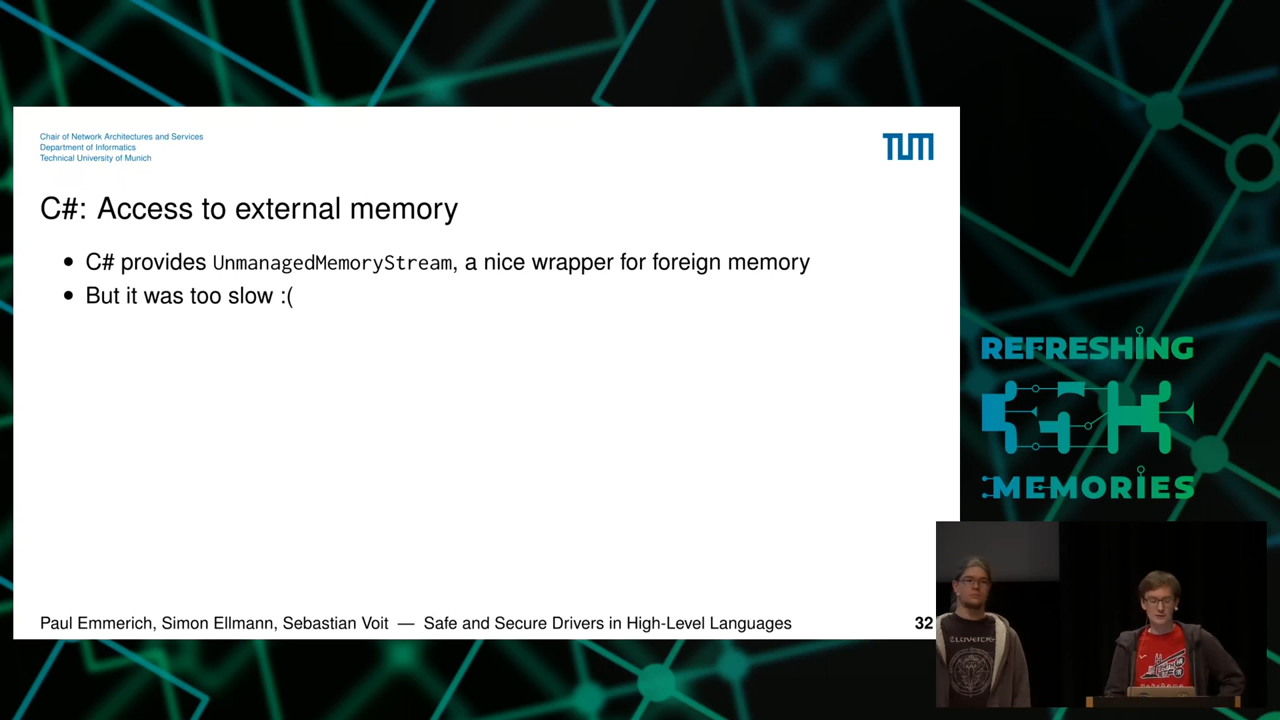 Chair of Network Architectures and Services
Department of Informatics
Technical University of Munich
TUM
C#: Access to external memory
• C# provides UnmanagedMemoryStream, a nice wrapper for foreign memory
• But it was too slow :(
Paul Emmerich, Simon Ellmann, Sebastian Voit — Safe and Secure Drivers in High-Level Languages
32
REFRESHING
MEMORIES